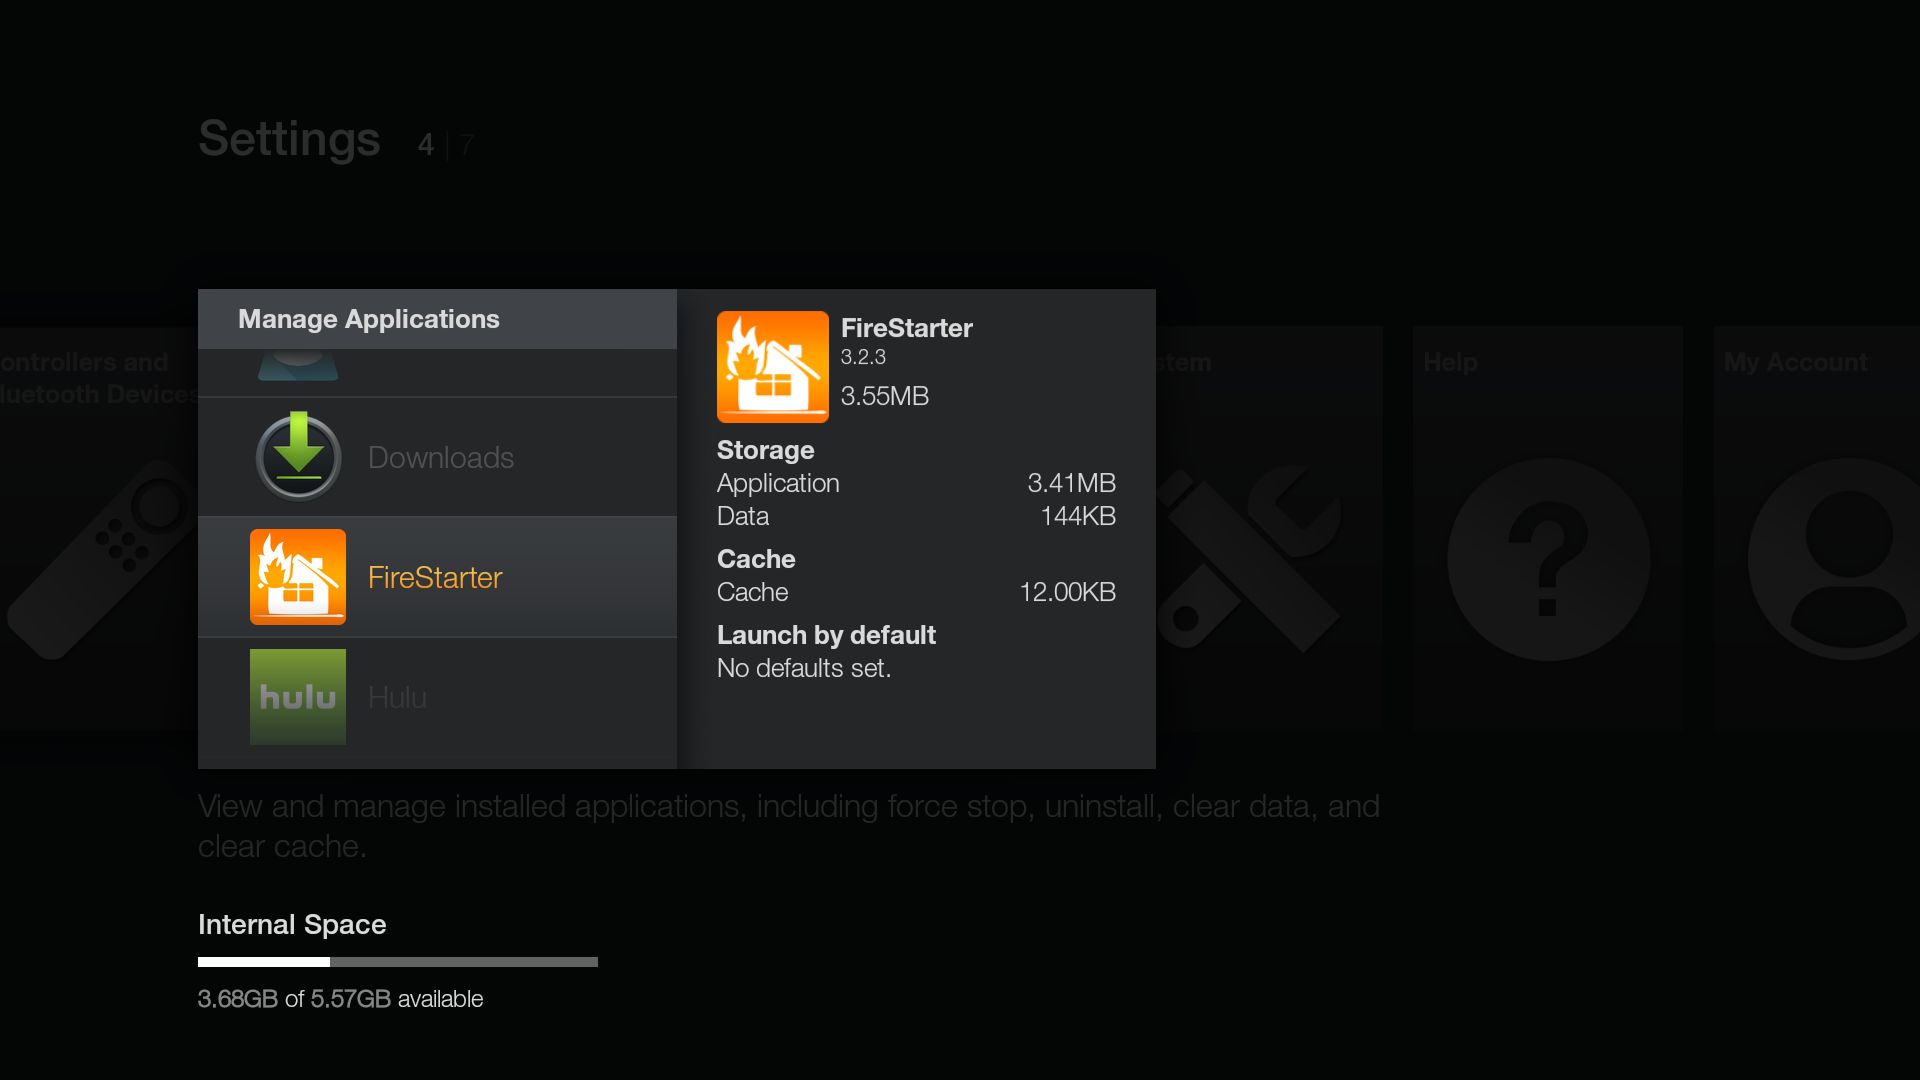 Settings 4 | 7
Manage Applications
Downloads
FireStarter
hulu Hulu
FireStarter
3.2.3
3.55MB
Storage
Application 3.41MB
Data 144KB
Cache
Cache 12.00KB
Launch by default
No defaults set.
ontrollers and
luetooth Devices
stem
Help
My Account
View and manage installed applications, including force stop, uninstall, clear data, and
clear cache.
Internal Space
3.68GB of 5.57GB available